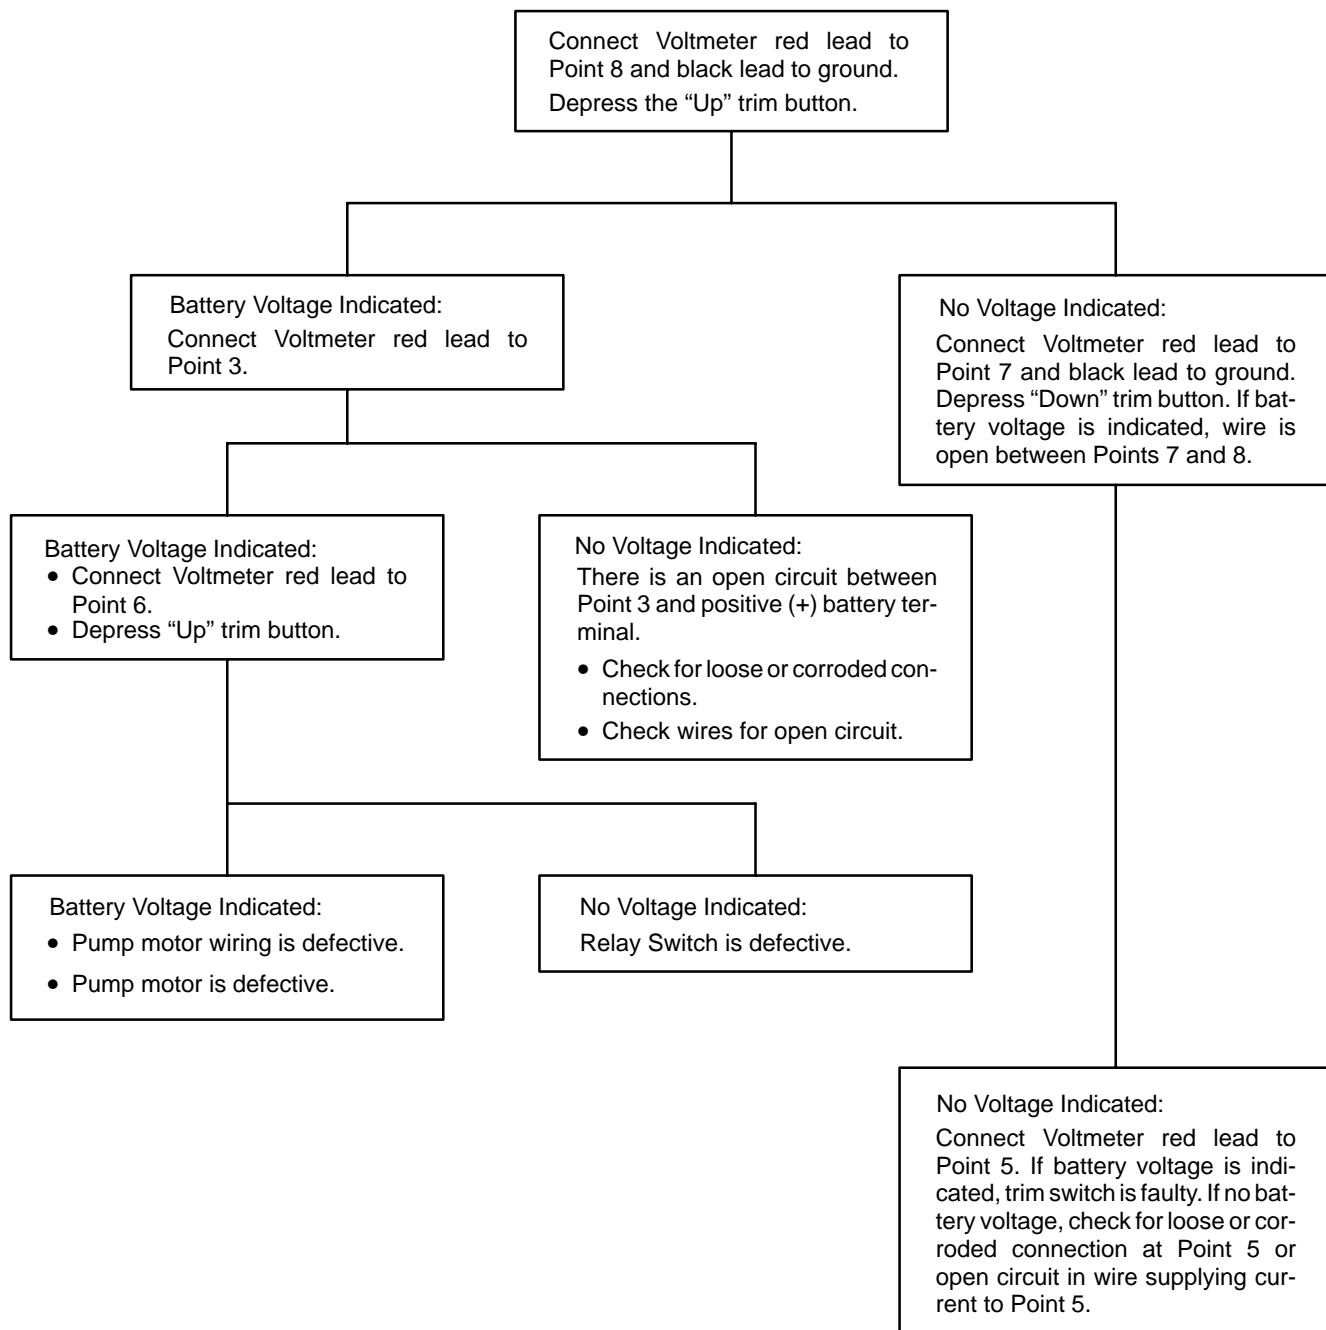 Connect Voltmeter red lead to
Point 8 and black lead to ground.
Depress the “Up” trim button.
Battery Voltage Indicated:
Connect Voltmeter red lead to
Point 3.
No Voltage Indicated:
Connect Voltmeter red lead to
Point 7 and black lead to ground.
Depress “Down” trim button. If bat-
tery voltage is indicated, wire is
open between Points 7 and 8.
Battery Voltage Indicated:
• Connect Voltmeter red lead to
Point 6.
• Depress “Up” trim button.
No Voltage Indicated:
There is an open circuit between
Point 3 and positive (+) battery ter-
minal.
• Check for loose or corroded con-
nections.
• Check wires for open circuit.
Battery Voltage Indicated:
• Pump motor wiring is defective.
• Pump motor is defective.
No Voltage Indicated:
Relay Switch is defective.
No Voltage Indicated:
Connect Voltmeter red lead to
Point 5. If battery voltage is indi-
cated, trim switch is faulty. If no bat-
tery voltage, check for loose or cor-
roded connection at Point 5 or
open circuit in wire supplying cur-
rent to Point 5.